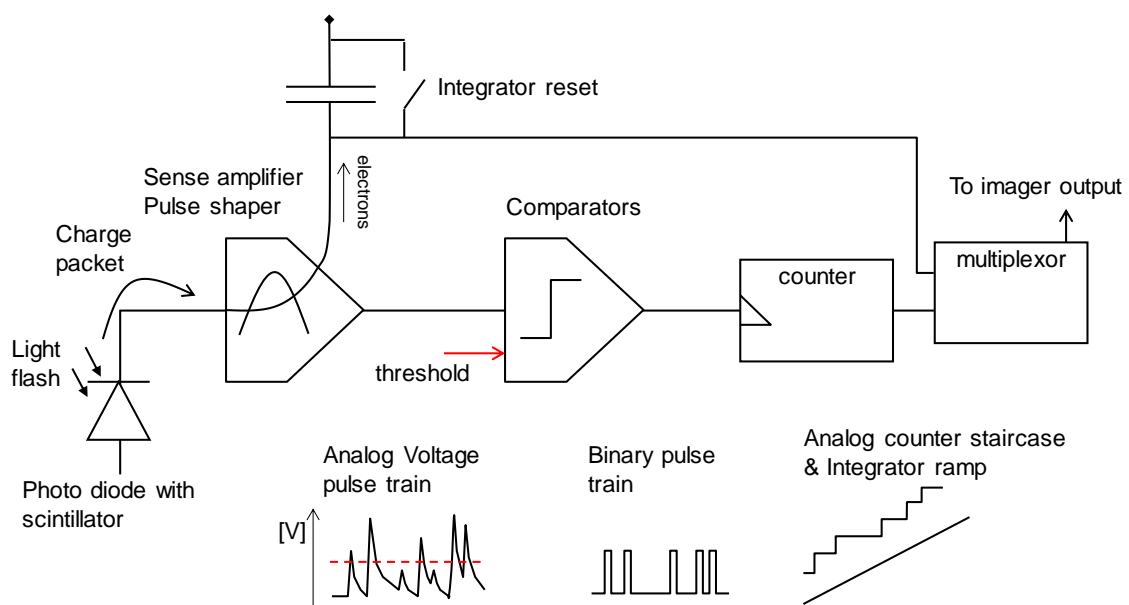 Integrator reset
electrons
Sense amplifier
Pulse shaper
Comparators
To imager output
Charge
packet
counter
multiplexor
Light
flash
threshold
Photo diode with
scintillator
Analog Voltage
pulse train
[V]
Binary pulse
train
Analog counter staircase
& Integrator ramp